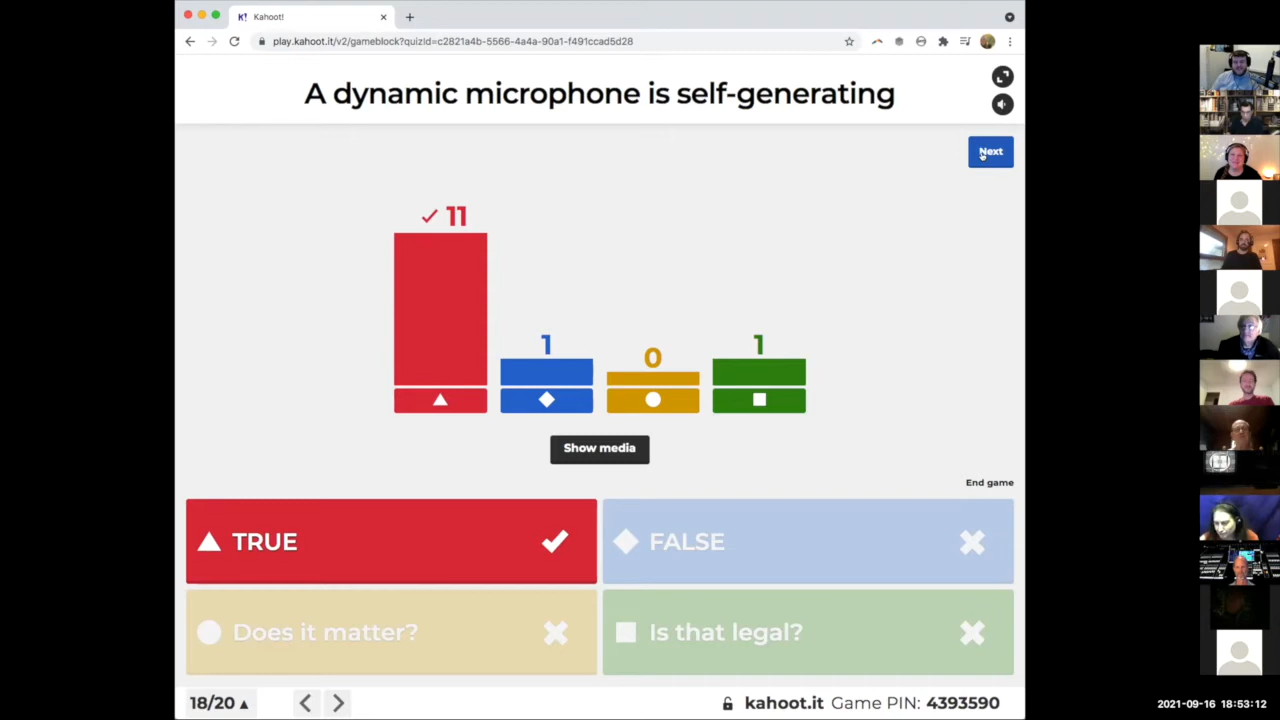 Kahoot!
play.kahoot.it/v2/gameblock?quizId=c2821a4b-5566-4a4a-90a1-f491ccad5d28
A dynamic microphone is self-generating
Next
11
1
0
1
Show media
End game
TRUE
FALSE
Does it matter?
Is that legal?
18/20
kahoot.it Game PIN: 4393590
2021-09-16 18:53:12